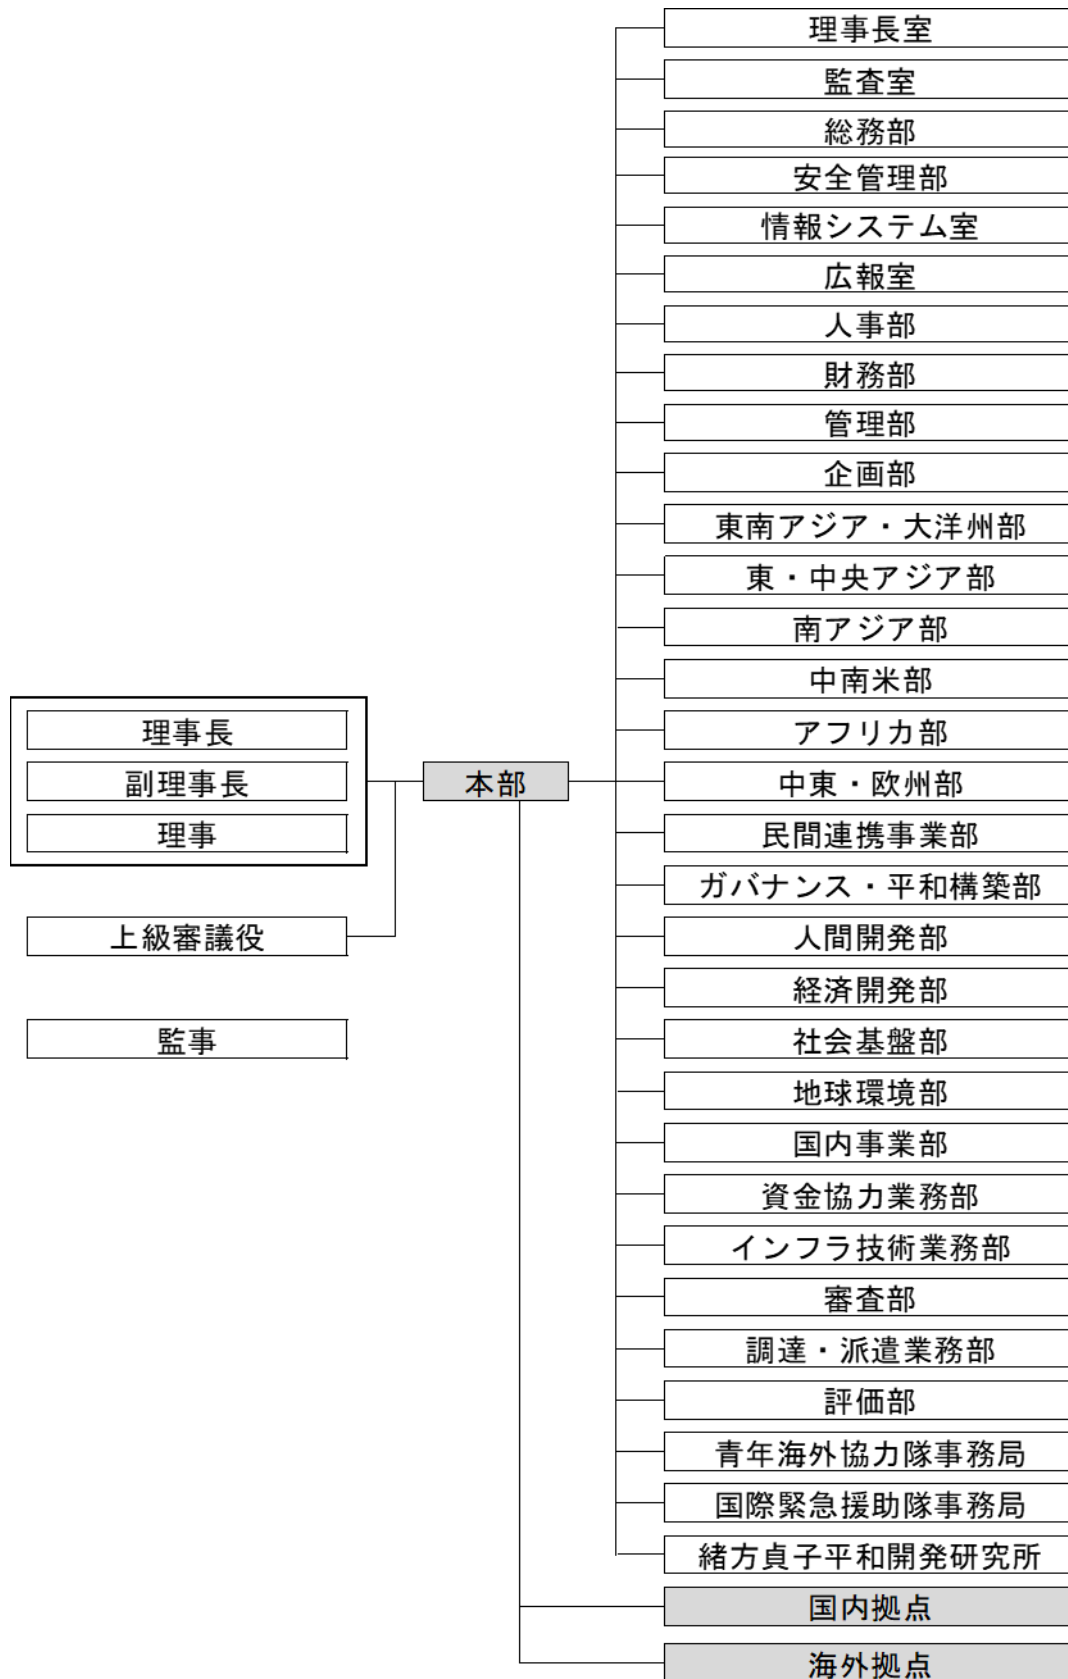 理事長
副理事長
理事
上級審議役
監事
本部
理事長室
監査室
総務部
安全管理部
情報システム室
広報室
人事部
財務部
管理部
企画部
東南アジア・大洋州部
東・中央アジア部
南アジア部
中南米部
アフリカ部
中東・欧州部
民間連携事業部
ガバナンス・平和構築部
人間開発部
経済開発部
社会基盤部
地球環境部
国内事業部
資金協力業務部
インフラ技術業務部
審査部
調達・派遣業務部
評価部
青年海外協力隊事務局
国際緊急援助隊事務局
緒方貞子平和開発研究所
国内拠点
海外拠点